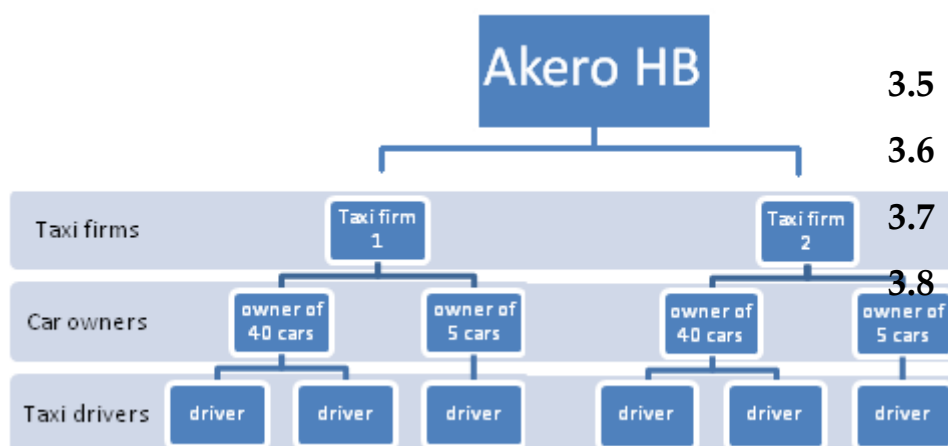 Akero HB
3.5
3.6
Taxi firms
Taxi firm
1
Taxi firm
2
3.7
3.8
Car owners
owner of
40 cars
owner of
5 cars
owner of
40 cars
owner of
5 cars
Taxi drivers
driver
driver
driver
driver
driver
driver